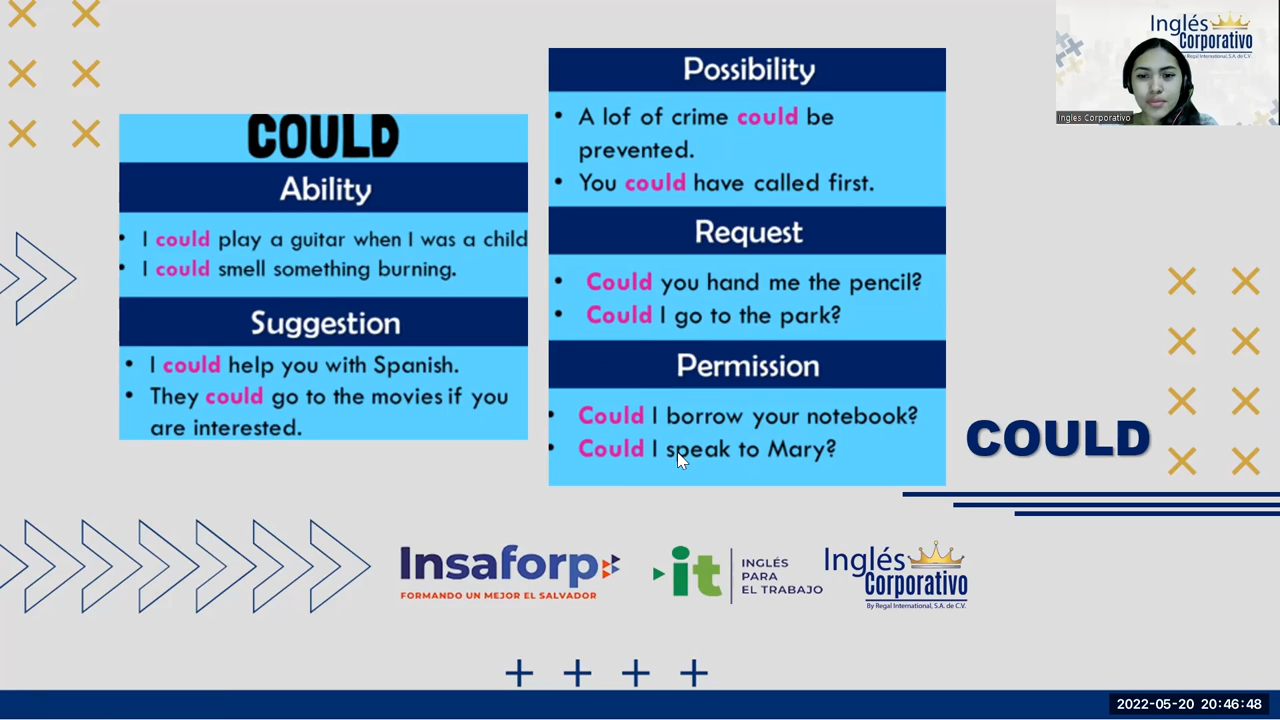 COULD
Ability
• I could play a guitar when I was a child
• I could smell something burning.
Suggestion
• I could help you with Spanish.
• They could go to the movies if you
are interested.
Possibility
• A lof of crime could be
prevented.
• You could have called first.
Request
• Could you hand me the pencil?
• Could I go to the park?
Permission
• Could I borrow your notebook?
• Could I speak to Mary?
COULD
Inglés
Corporativo
By Regal International, S.A. de C.V.
Ingles Corporativo
Insaforp
FORMANDO UN MEJOR EL SALVADOR
it
INGLÉS
PARA
EL TRABAJO
Inglés
Corporativo
By Regal International, S.A. de C.V.
2022-05-20 20:46:48